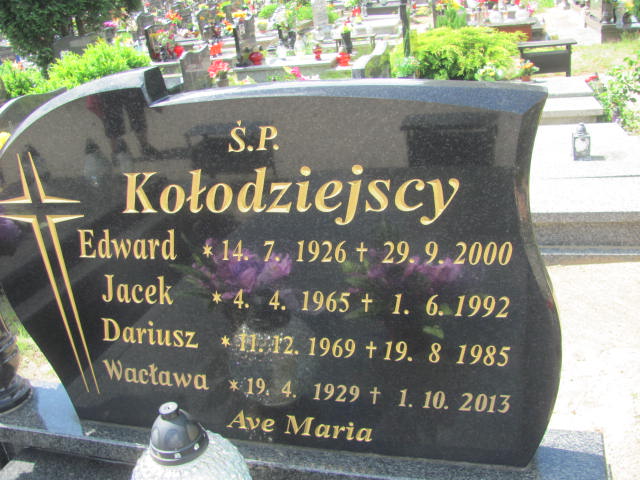 Ś.P.
Kołodziejscy
Edward * 14. 7. 1926 † 29. 9. 2000
Jacek * 4. 4. 1965 † 1. 6. 1992
Dariusz * 11. 12. 1969 † 19. 8 1985
Wacława * 19. 4. 1929 † 1. 10. 2013
Ave Maria